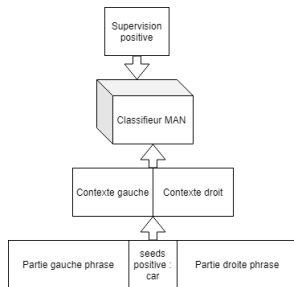 Supervision
positive
Classifieur MAN
Contexte gauche
Contexte droit
Partie gauche phrase
seeds
positive :
car
Partie droite phrase